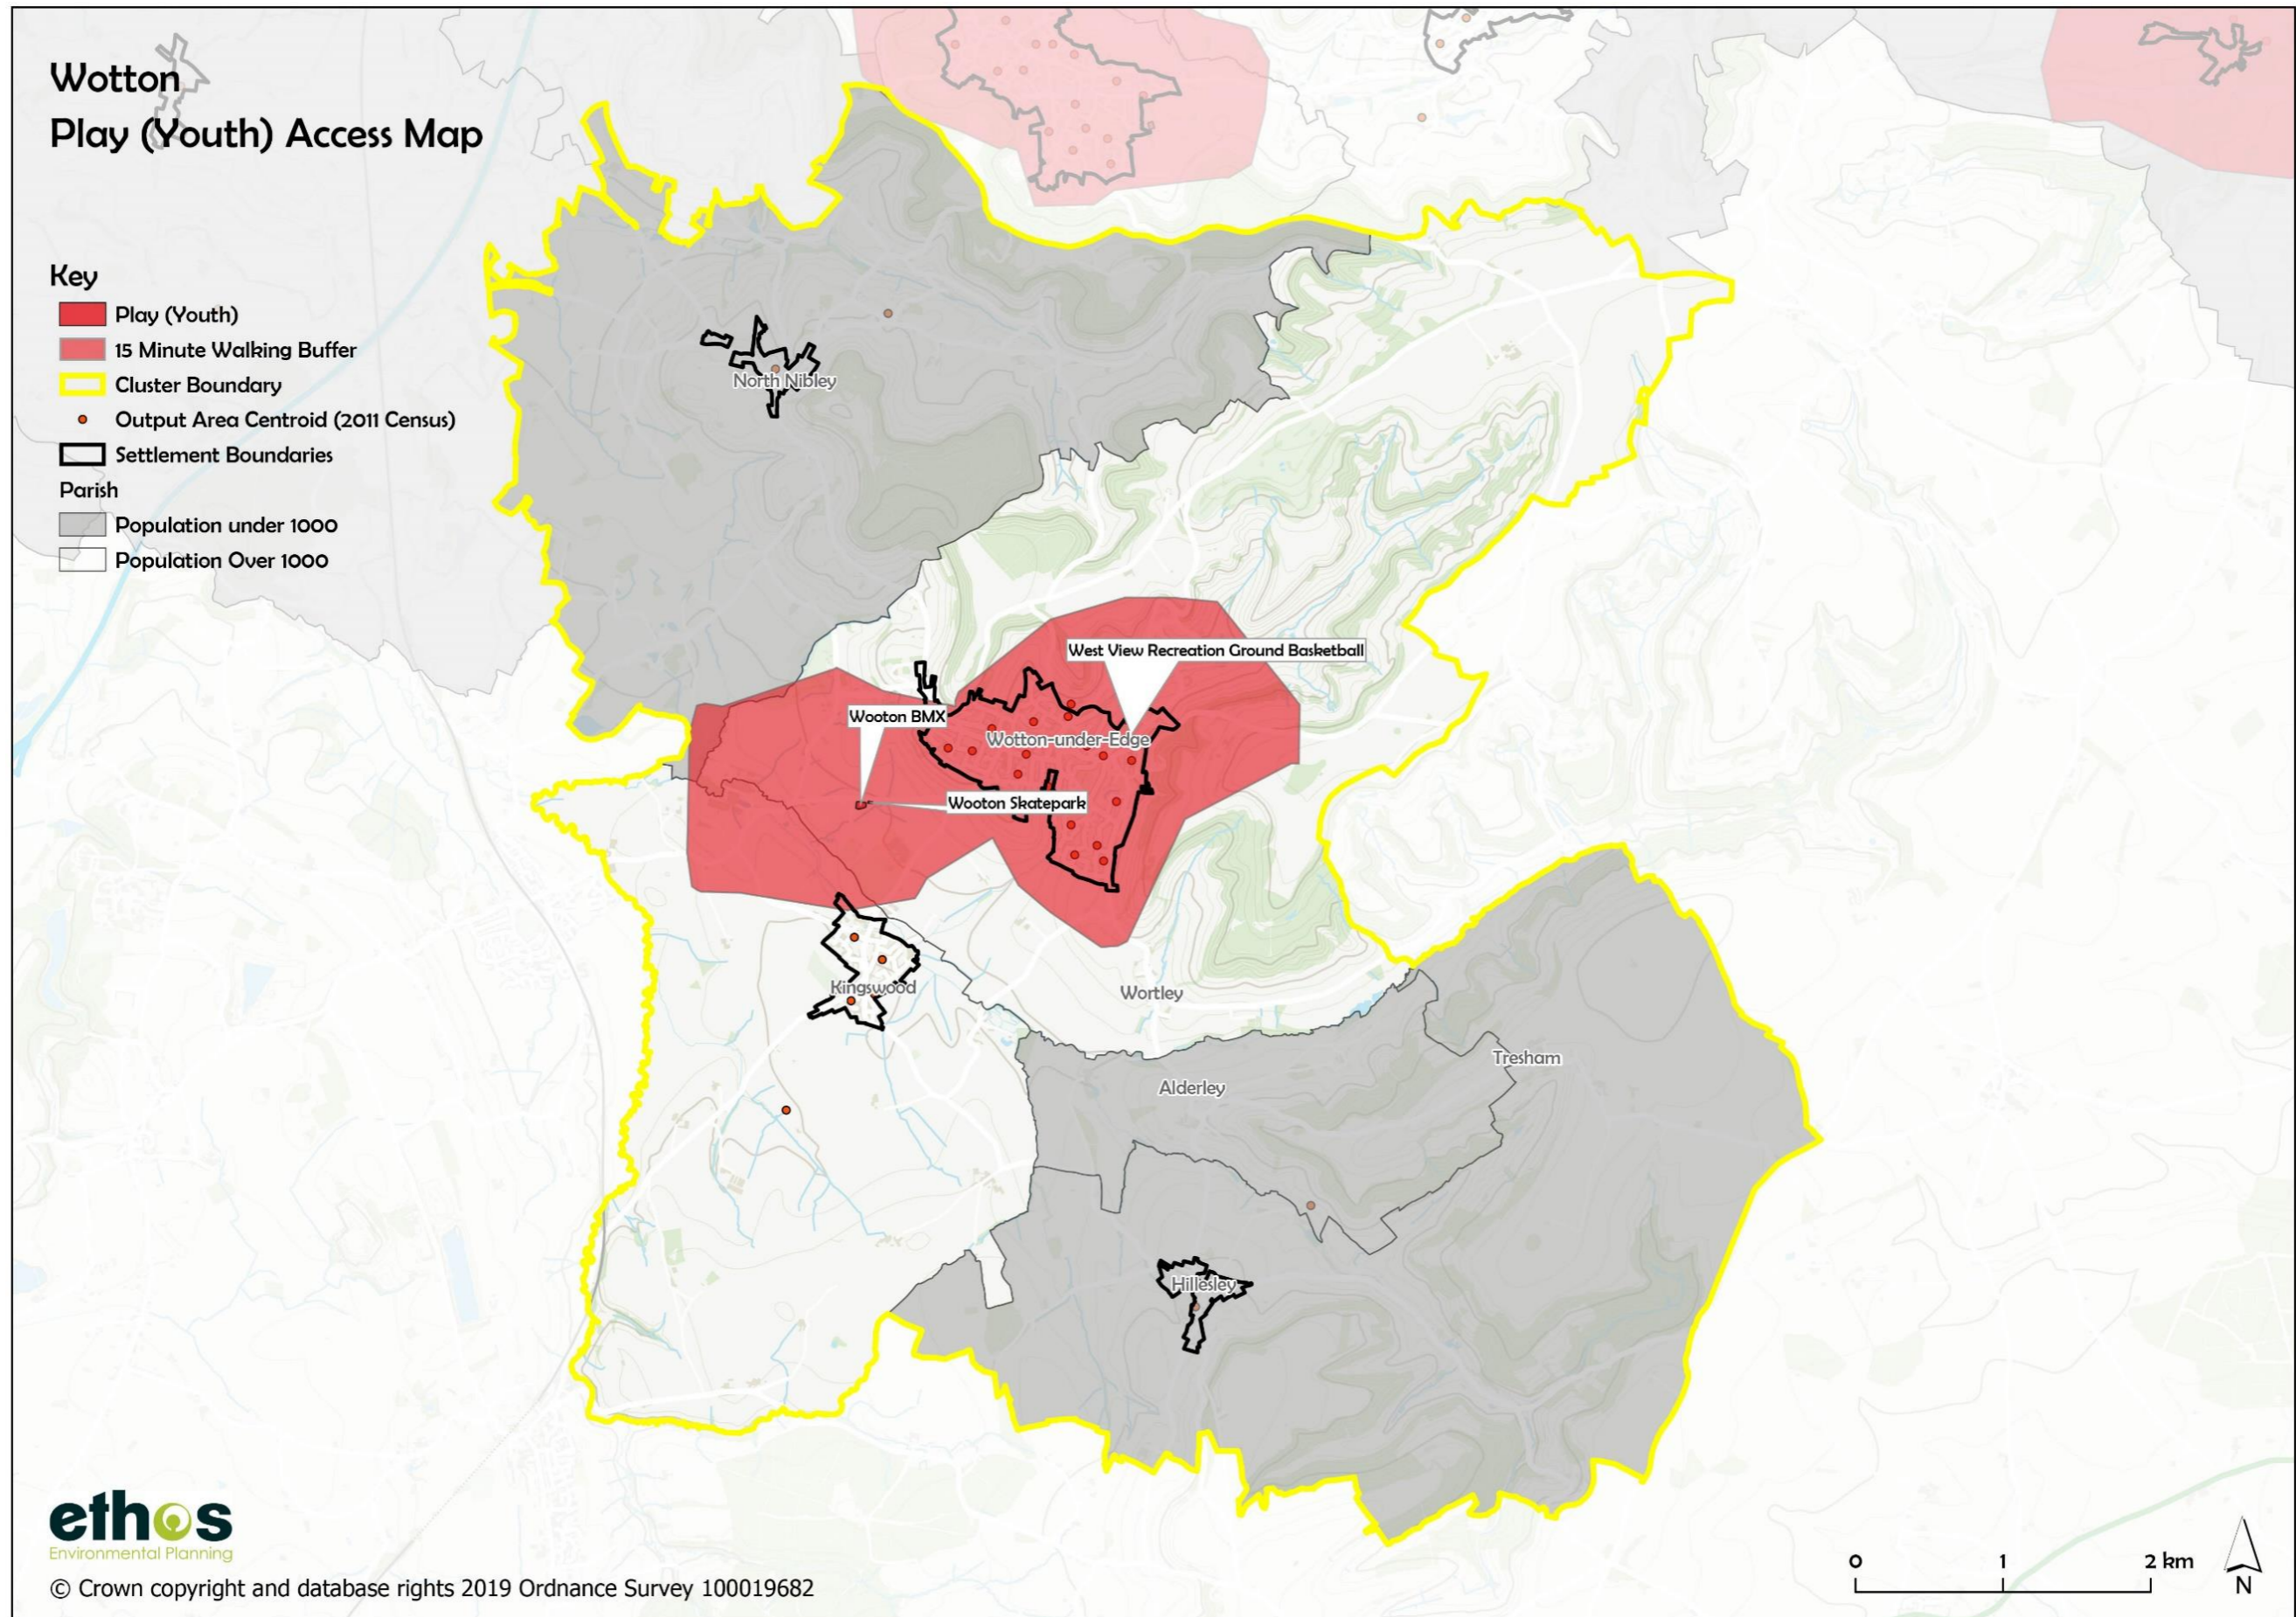 Wotton
Play (Youth) Access Map
Key
Play (Youth)
15 Minute Walking Buffer
Cluster Boundary
Output Area Centroid (2011 Census)
Settlement Boundaries
Parish
Population under 1000
Population Over 1000
North Nibley
West View Recreation Ground Basketball
Wooton BMX
Wotton-under-Edge
Wooton Skatepark
Kingswood
Wortley
Tresham
Alderley
Hillesley
ethos
Environmental Planning
© Crown copyright and database rights 2019 Ordnance Survey 100019682
0 1 2 km
N